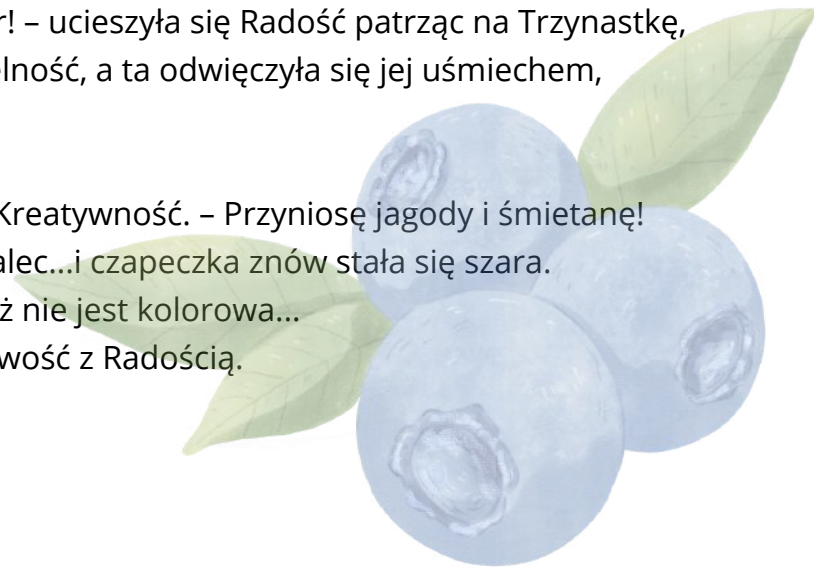 r! – ucieszyła się Radość patrząc na Trzynastkę,
lność, a ta odwięczyła się jej uśmiechem,
Kreatywność. – Przyniosę jagody i śmietanę!
alec...i czapeczka znów stała się szara.
ż nie jest kolorowa...
wość z Radością.